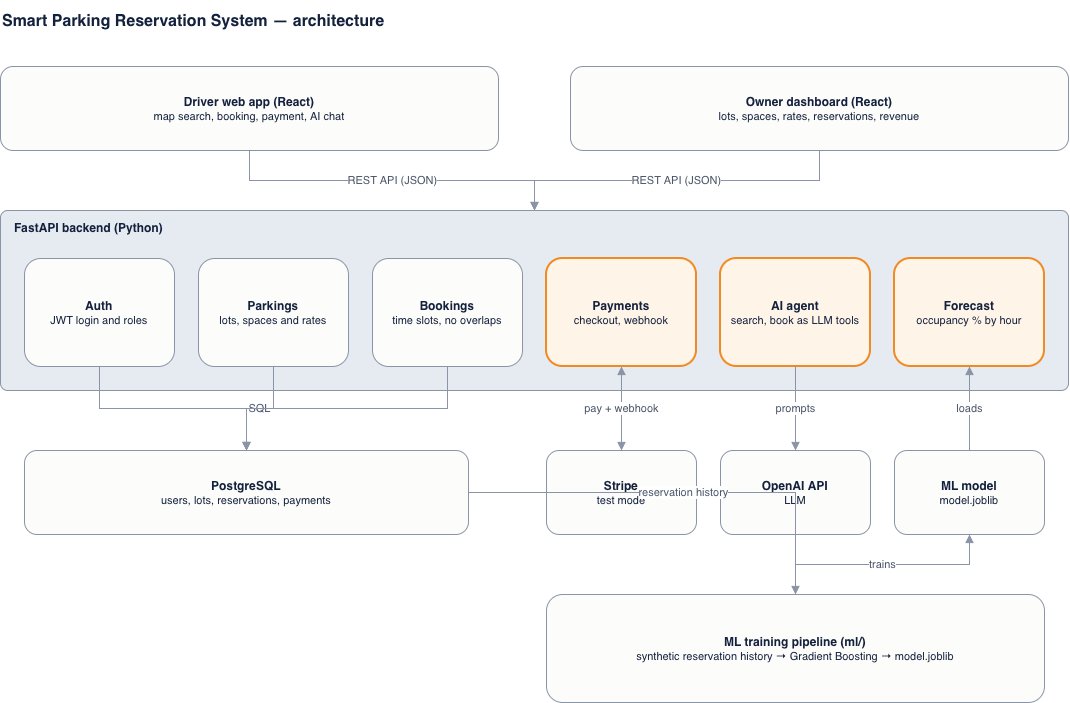 Smart Parking Reservation System — architecture
Driver web app (React)
map search, booking, payment, AI chat
Owner dashboard (React)
lots, spaces, rates, reservations, revenue
REST API (JSON)
REST API (JSON)
FastAPI backend (Python)
Auth
JWT login and roles
Parkings
lots, spaces and rates
Bookings
time slots, no overlaps
Payments
checkout, webhook
AI agent
search, book as LLM tools
Forecast
occupancy % by hour
SQL
pay + webhook
prompts
loads
PostgreSQL
users, lots, reservations, payments
Stripe
test mode
reservation history
OpenAI API
LLM
ML model
model.joblib
trains
ML training pipeline (ml/)
synthetic reservation history → Gradient Boosting → model.joblib